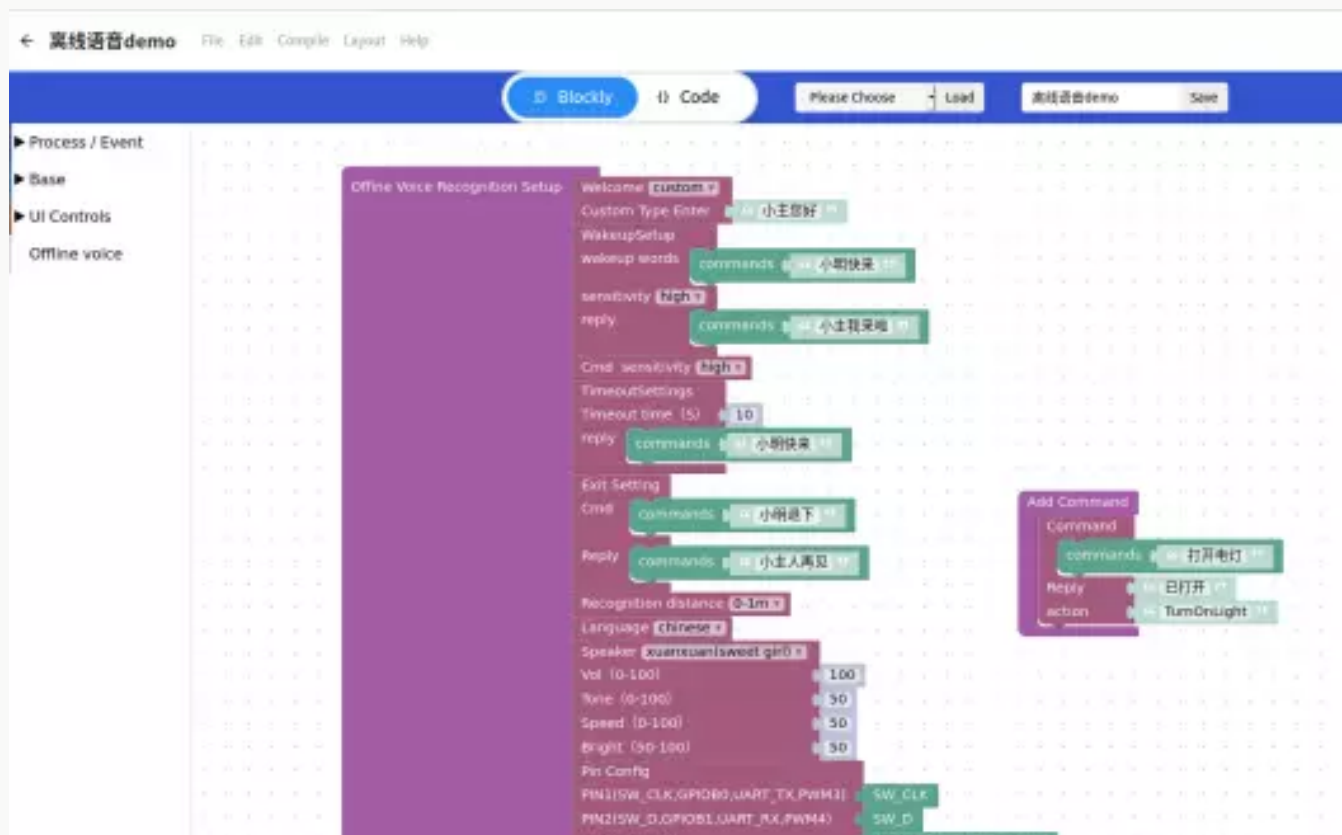 离线语音demo File Edit Compile Layout Help
Blockly Code Please Choose Load 离线语音demo Save
Process / Event
Base
UI Controls
Offline voice
Offine Voice Recognition Setup
Welcome custom
Custom Type Enter 小主您好
WakeupSetup
wakeup words commands 小明快来
sensitivity high
reply commands 小主我来啦
Cmd sensitivity high
TimeoutSettings
Timeout time (S) 10
reply commands 小明快来
Exit Setting
Cmd commands 小明退下
Reply commands 小主人再见
Recognition distance 0-1m
Language chinese
Speaker xuanxuan(sweet girl)
Vol (0-100) 100
Tone (0-100) 50
Speed (0-100) 50
Bright (50-100) 50
Pin Config
PIN1(SW_CLK,GPIOB0,UART_TX,PWM3) SW_CLK
PIN2(SW_D,GPIOB1,UART_RX,PWM4) SW_D
Add Command
Command
commands 打开电灯
Reply 已打开
action TurnOnLight